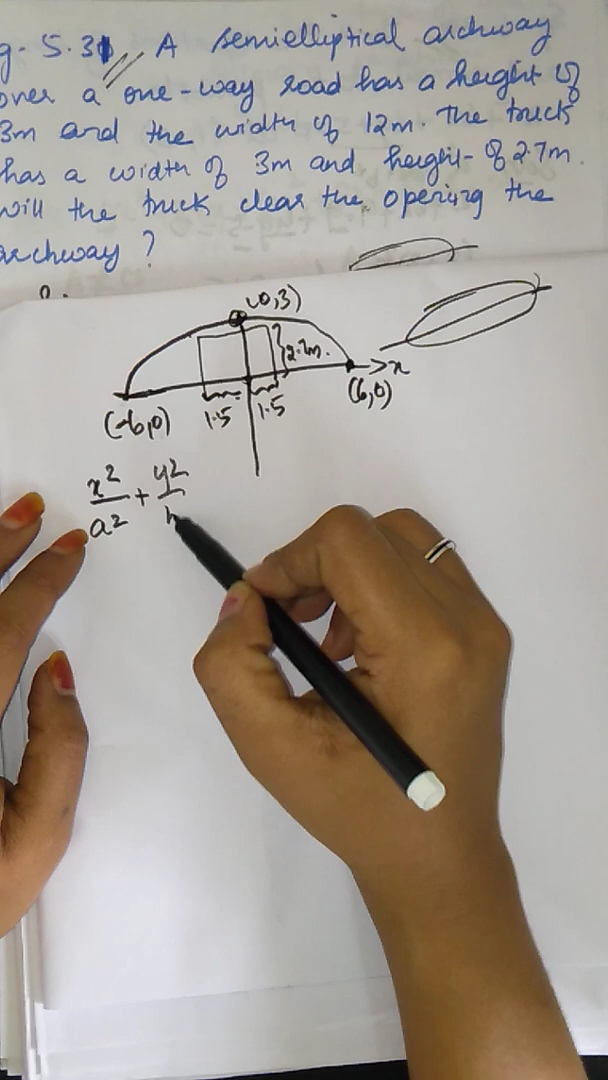 g. 5.31 A semielliptical archway
over a one-way road has a height of
3m and the width of 12m. The truck
has a width of 3m and height of 2.7m.
will the truck clear the opening the
archway ?
(0,3)
2.7m.
x
(-6,0) 1.5 1.5 (6,0)
x² y²
+
a²